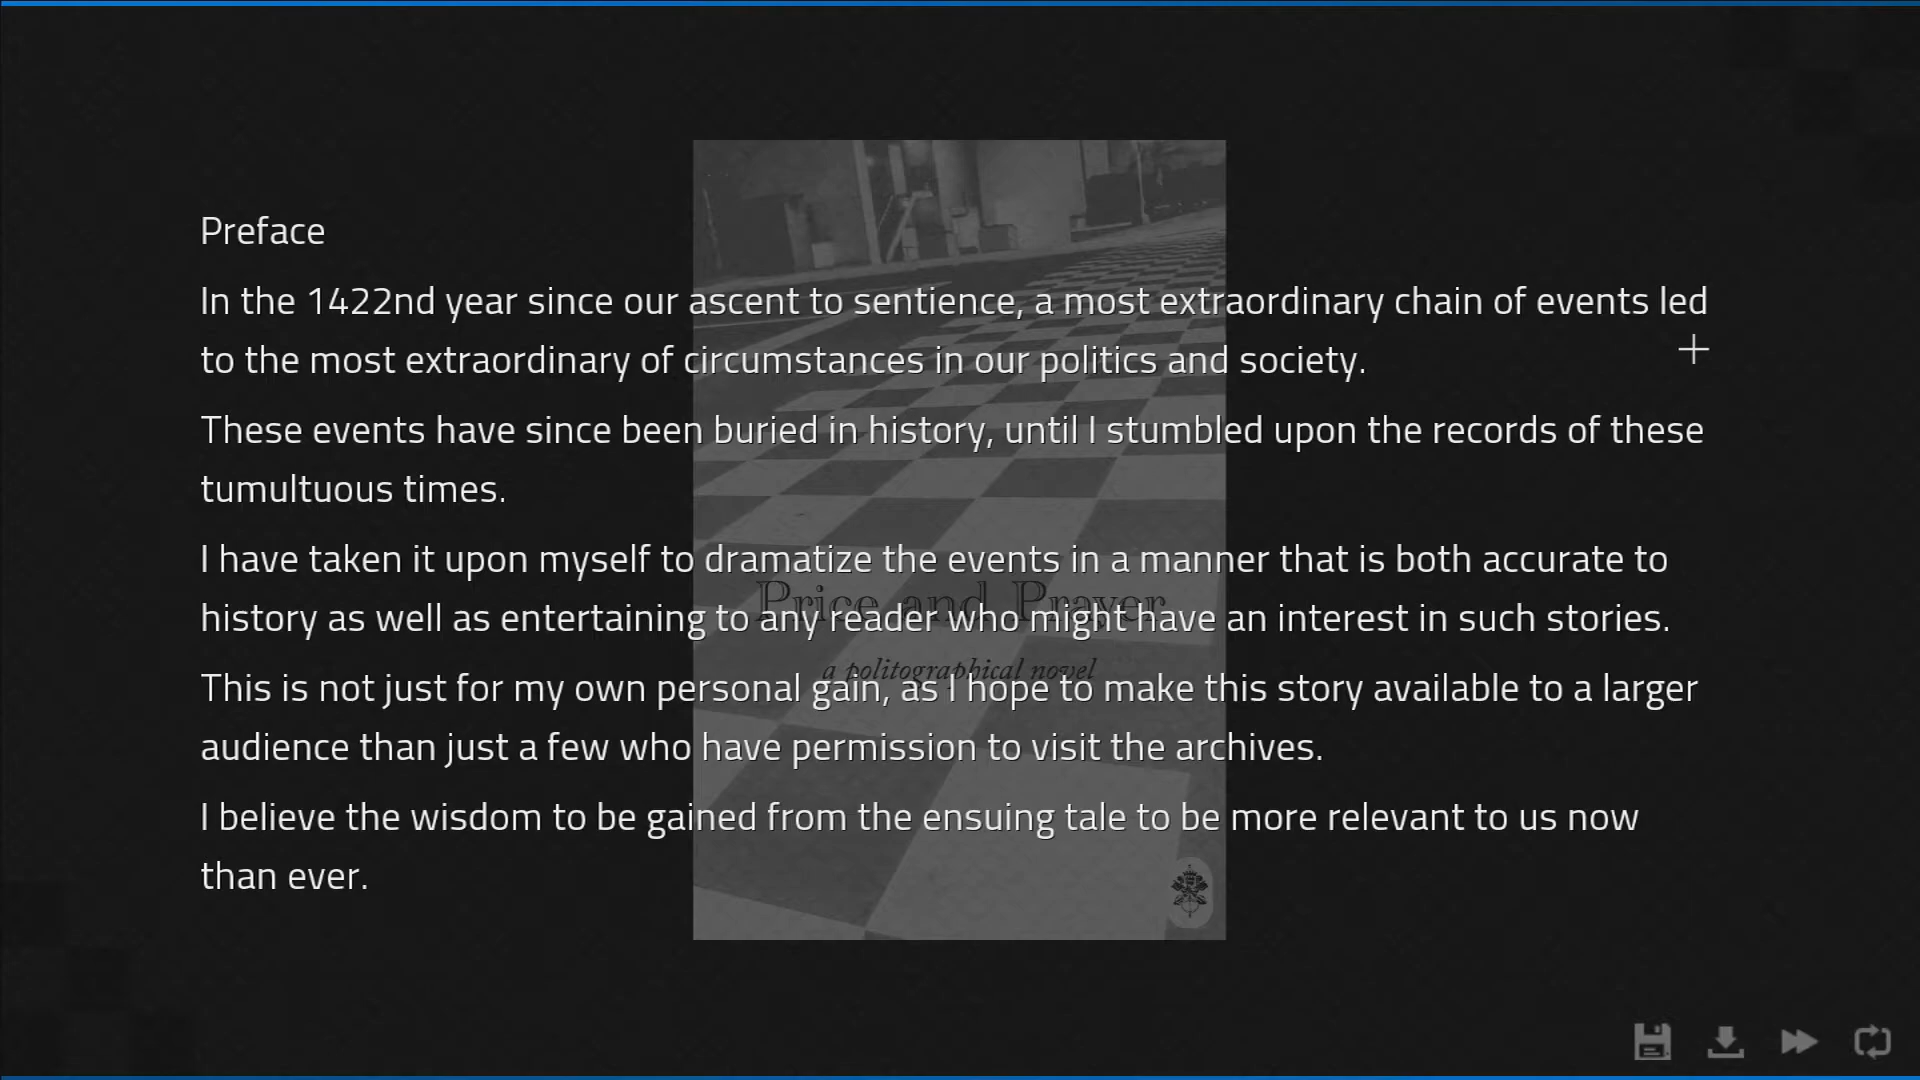 Preface
In the 1422nd year since our ascent to sentience, a most extraordinary chain of events led
to the most extraordinary of circumstances in our politics and society.
These events have since been buried in history, until I stumbled upon the records of these
tumultuous times.
I have taken it upon myself to dramatize the events in a manner that is both accurate to
Price and Prayer
history as well as entertaining to any reader who might have an interest in such stories.
a politographical novel
This is not just for my own personal gain, as I hope to make this story available to a larger
audience than just a few who have permission to visit the archives.
I believe the wisdom to be gained from the ensuing tale to be more relevant to us now
than ever.